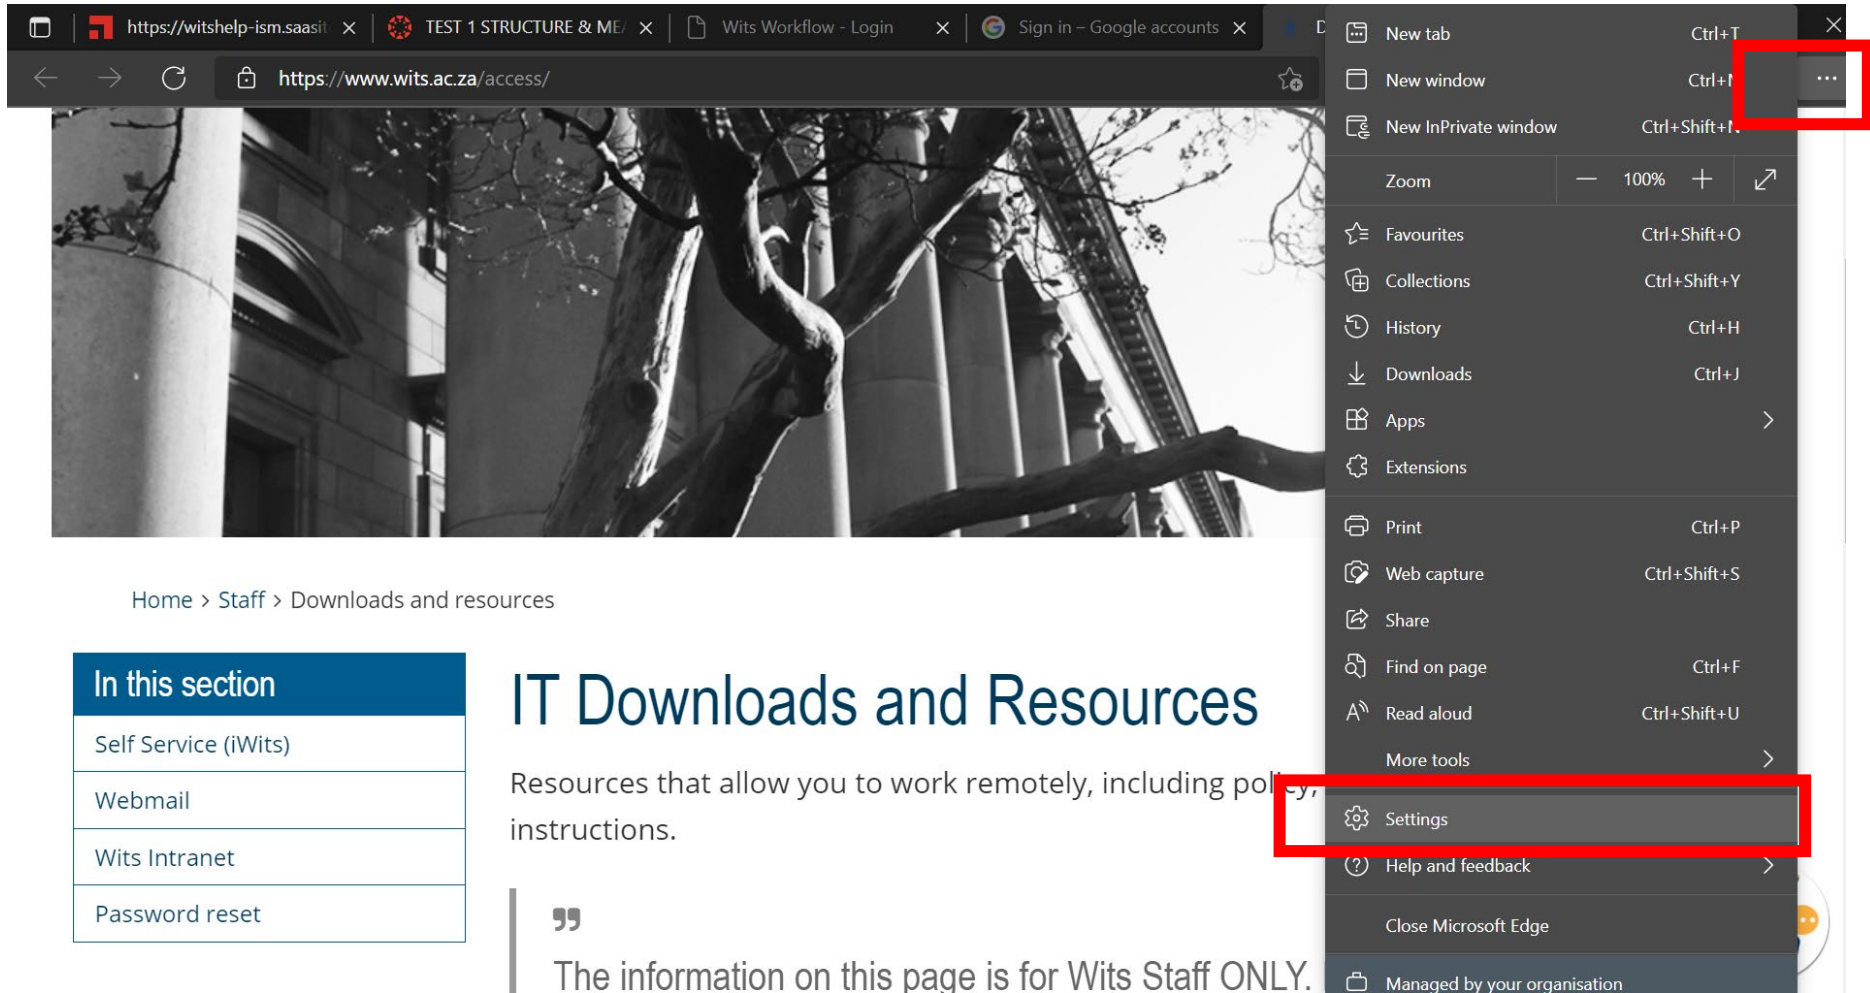 https://witshelp-ism.saasit
TEST 1 STRUCTURE & ME
Wits Workflow - Login
Sign in – Google accounts
D
https://www.wits.ac.za/access/
New tab Ctrl+T
New window Ctrl+N
New InPrivate window Ctrl+Shift+N
Zoom 100%
Favourites Ctrl+Shift+O
Collections Ctrl+Shift+Y
History Ctrl+H
Downloads Ctrl+J
Apps
Extensions
Print Ctrl+P
Web capture Ctrl+Shift+S
Share
Find on page Ctrl+F
Read aloud Ctrl+Shift+U
More tools
Settings
Help and feedback
Close Microsoft Edge
Managed by your organisation
Home > Staff > Downloads and resources
In this section
Self Service (iWits)
Webmail
Wits Intranet
Password reset
IT Downloads and Resources
Resources that allow you to work remotely, including policy,
instructions.
The information on this page is for Wits Staff ONLY.